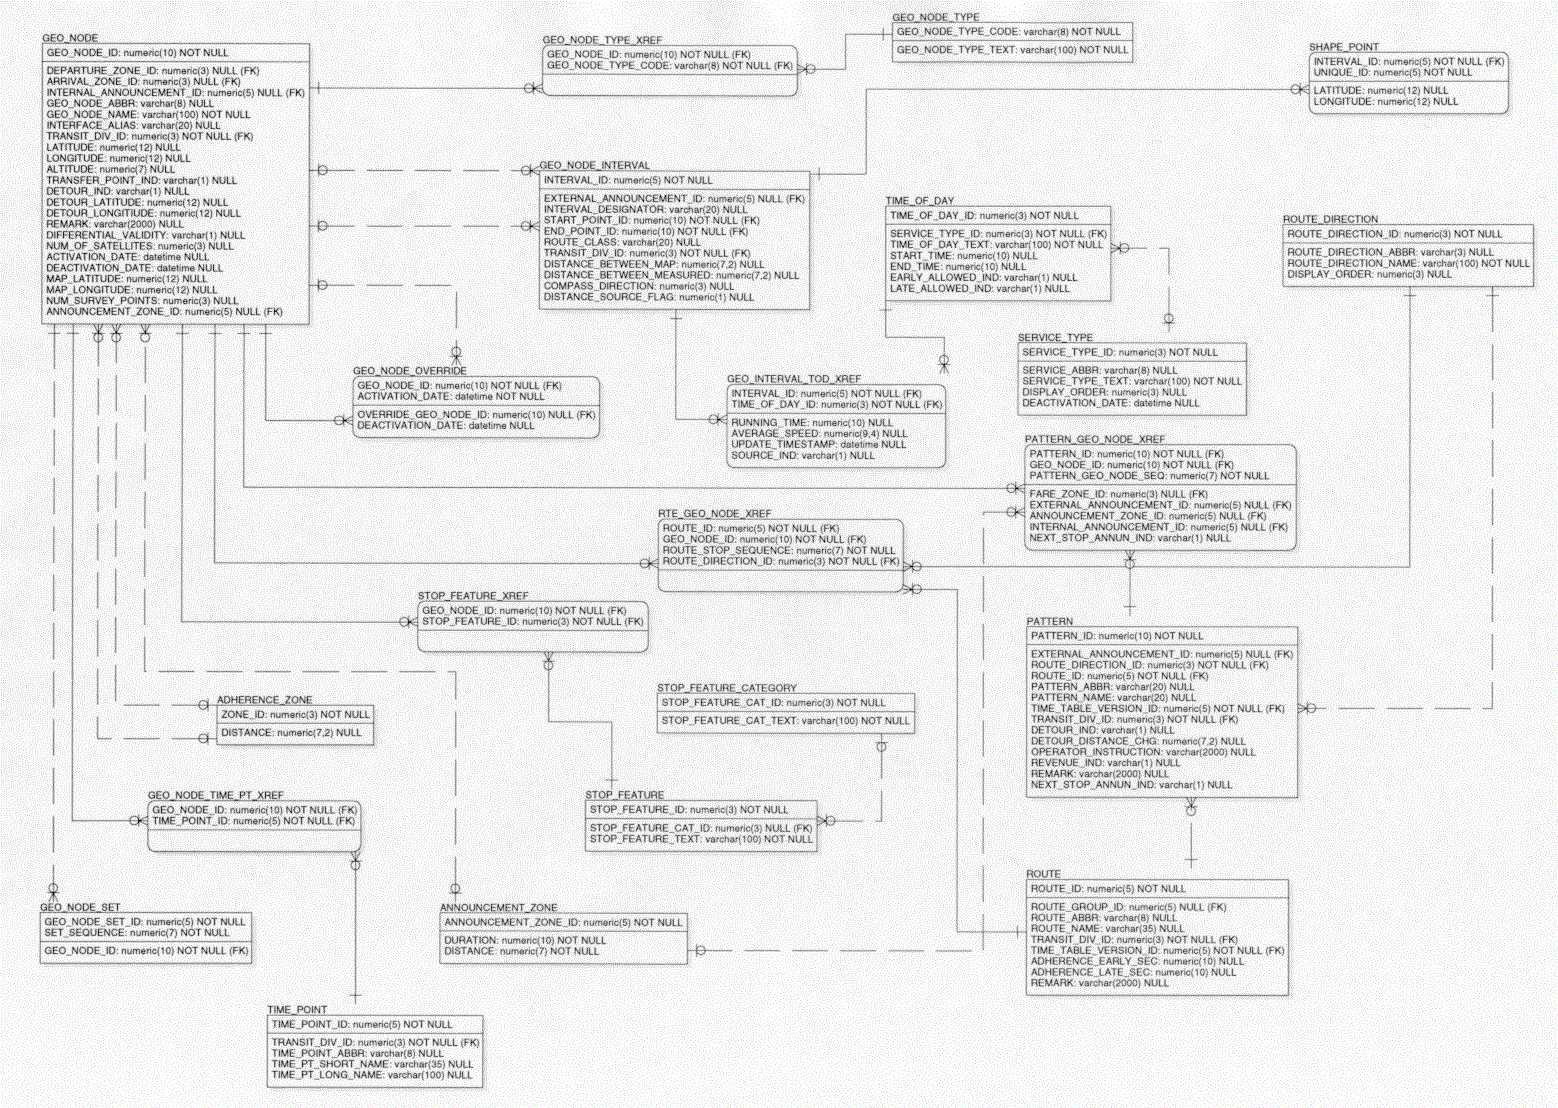 GEO_NODE
GEO_NODE_ID: numeric(10) NOT NULL
DEPARTURE_ZONE_ID: numeric(3) NULL (FK)
ARRIVAL_ZONE_ID: numeric(3) NULL (FK)
INTERNAL_ANNOUNCEMENT_ID: numeric(5) NULL (FK)
GEO_NODE_ABBR: varchar(8) NULL
GEO_NODE_NAME: varchar(100) NOT NULL
INTERFACE_ALIAS: varchar(20) NULL
TRANSIT_DIV_ID: numeric(3) NOT NULL (FK)
LATITUDE: numeric(12) NULL
LONGITUDE: numeric(12) NULL
ALTITUDE: numeric(7) NULL
TRANSFER_POINT_IND: varchar(1) NULL
DETOUR_IND: varchar(1) NULL
DETOUR_LATITUDE: numeric(12) NULL
DETOUR_LONGITIUDE: numeric(12) NULL
REMARK: varchar(2000) NULL
DIFFERENTIAL_VALIDITY: varchar(1) NULL
NUM_OF_SATELLITES: numeric(3) NULL
ACTIVATION_DATE: datetime NULL
DEACTIVATION_DATE: datetime NULL
MAP_LATITUDE: numeric(12) NULL
MAP_LONGITUDE: numeric(12) NULL
NUM_SURVEY_POINTS: numeric(3) NULL
ANNOUNCEMENT_ZONE_ID: numeric(5) NULL (FK)
GEO_NODE_TYPE_XREF
GEO_NODE_ID: numeric(10) NOT NULL (FK)
GEO_NODE_TYPE_CODE: varchar(8) NOT NULL (FK)
GEO_NODE_TYPE
GEO_NODE_TYPE_CODE: varchar(8) NOT NULL
GEO_NODE_TYPE_TEXT: varchar(100) NOT NULL
SHAPE_POINT
INTERVAL_ID: numeric(5) NOT NULL (FK)
UNIQUE_ID: numeric(5) NOT NULL
LATITUDE: numeric(12) NULL
LONGITUDE: numeric(12) NULL
GEO_NODE_INTERVAL
INTERVAL_ID: numeric(5) NOT NULL
EXTERNAL_ANNOUNCEMENT_ID: numeric(5) NULL (FK)
INTERVAL_DESIGNATOR: varchar(20) NULL
START_POINT_ID: numeric(10) NOT NULL (FK)
END_POINT_ID: numeric(10) NOT NULL (FK)
ROUTE_CLASS: varchar(20) NULL
TRANSIT_DIV_ID: numeric(3) NOT NULL (FK)
DISTANCE_BETWEEN_MAP: numeric(7,2) NULL
DISTANCE_BETWEEN_MEASURED: numeric(7,2) NULL
COMPASS_DIRECTION: numeric(3) NULL
DISTANCE_SOURCE_FLAG: numeric(1) NULL
TIME_OF_DAY
TIME_OF_DAY_ID: numeric(3) NOT NULL
SERVICE_TYPE_ID: numeric(3) NOT NULL (FK)
TIME_OF_DAY_TEXT: varchar(100) NOT NULL
START_TIME: numeric(10) NULL
END_TIME: numeric(10) NULL
EARLY_ALLOWED_IND: varchar(1) NULL
LATE_ALLOWED_IND: varchar(1) NULL
ROUTE_DIRECTION
ROUTE_DIRECTION_ID: numeric(3) NOT NULL
ROUTE_DIRECTION_ABBR: varchar(3) NULL
ROUTE_DIRECTION_NAME: varchar(100) NOT NULL
DISPLAY_ORDER: numeric(3) NULL
SERVICE_TYPE
SERVICE_TYPE_ID: numeric(3) NOT NULL
SERVICE_ABBR: varchar(8) NULL
SERVICE_TYPE_TEXT: varchar(100) NOT NULL
DISPLAY_ORDER: numeric(3) NULL
DEACTIVATION_DATE: datetime NULL
GEO_NODE_OVERRIDE
GEO_NODE_ID: numeric(10) NOT NULL (FK)
ACTIVATION_DATE: datetime NOT NULL
OVERRIDE_GEO_NODE_ID: numeric(10) NULL (FK)
DEACTIVATION_DATE: datetime NULL
GEO_INTERVAL_TOD_XREF
INTERVAL_ID: numeric(5) NOT NULL (FK)
TIME_OF_DAY_ID: numeric(3) NOT NULL (FK)
RUNNING_TIME: numeric(10) NULL
AVERAGE_SPEED: numeric(9,4) NULL
UPDATE_TIMESTAMP: datetime NULL
SOURCE_IND: varchar(1) NULL
PATTERN_GEO_NODE_XREF
PATTERN_ID: numeric(10) NOT NULL (FK)
GEO_NODE_ID: numeric(10) NOT NULL (FK)
PATTERN_GEO_NODE_SEQ: numeric(7) NOT NULL
FARE_ZONE_ID: numeric(3) NULL (FK)
EXTERNAL_ANNOUNCEMENT_ID: numeric(5) NULL (FK)
ANNOUNCEMENT_ZONE_ID: numeric(5) NULL (FK)
INTERNAL_ANNOUNCEMENT_ID: numeric(5) NULL (FK)
NEXT_STOP_ANNUN_IND: varchar(1) NULL
RTE_GEO_NODE_XREF
ROUTE_ID: numeric(5) NOT NULL (FK)
GEO_NODE_ID: numeric(10) NOT NULL (FK)
ROUTE_STOP_SEQUENCE: numeric(7) NOT NULL
ROUTE_DIRECTION_ID: numeric(3) NOT NULL (FK)
STOP_FEATURE_XREF
GEO_NODE_ID: numeric(10) NOT NULL (FK)
STOP_FEATURE_ID: numeric(3) NOT NULL (FK)
PATTERN
PATTERN_ID: numeric(10) NOT NULL
EXTERNAL_ANNOUNCEMENT_ID: numeric(5) NULL (FK)
ROUTE_DIRECTION_ID: numeric(3) NOT NULL (FK)
ROUTE_ID: numeric(5) NOT NULL (FK)
PATTERN_ABBR: varchar(20) NULL
PATTERN_NAME: varchar(20) NULL
TIME_TABLE_VERSION_ID: numeric(5) NOT NULL (FK)
TRANSIT_DIV_ID: numeric(3) NOT NULL (FK)
DETOUR_IND: varchar(1) NULL
DETOUR_DISTANCE_CHG: numeric(7,2) NULL
OPERATOR_INSTRUCTION: varchar(2000) NULL
REVENUE_IND: varchar(1) NULL
REMARK: varchar(2000) NULL
NEXT_STOP_ANNUN_IND: varchar(1) NULL
STOP_FEATURE_CATEGORY
STOP_FEATURE_CAT_ID: numeric(3) NOT NULL
STOP_FEATURE_CAT_TEXT: varchar(100) NOT NULL
ADHERENCE_ZONE
ZONE_ID: numeric(3) NOT NULL
DISTANCE: numeric(7,2) NULL
GEO_NODE_TIME_PT_XREF
GEO_NODE_ID: numeric(10) NOT NULL (FK)
TIME_POINT_ID: numeric(5) NOT NULL (FK)
STOP_FEATURE
STOP_FEATURE_ID: numeric(3) NOT NULL
STOP_FEATURE_CAT_ID: numeric(3) NULL (FK)
STOP_FEATURE_TEXT: varchar(100) NOT NULL
ROUTE
ROUTE_ID: numeric(5) NOT NULL
ROUTE_GROUP_ID: numeric(5) NULL (FK)
ROUTE_ABBR: varchar(8) NULL
ROUTE_NAME: varchar(35) NULL
TRANSIT_DIV_ID: numeric(3) NOT NULL (FK)
TIME_TABLE_VERSION_ID: numeric(5) NOT NULL (FK)
ADHERENCE_EARLY_SEC: numeric(10) NULL
ADHERENCE_LATE_SEC: numeric(10) NULL
REMARK: varchar(2000) NULL
GEO_NODE_SET
GEO_NODE_SET_ID: numeric(5) NOT NULL
SET_SEQUENCE: numeric(7) NOT NULL
GEO_NODE_ID: numeric(10) NOT NULL (FK)
ANNOUNCEMENT_ZONE
ANNOUNCEMENT_ZONE_ID: numeric(5) NOT NULL
DURATION: numeric(10) NOT NULL
DISTANCE: numeric(7) NOT NULL
TIME_POINT
TIME_POINT_ID: numeric(5) NOT NULL
TRANSIT_DIV_ID: numeric(3) NOT NULL (FK)
TIME_POINT_ABBR: varchar(8) NULL
TIME_PT_SHORT_NAME: varchar(35) NULL
TIME_PT_LONG_NAME: varchar(100) NULL